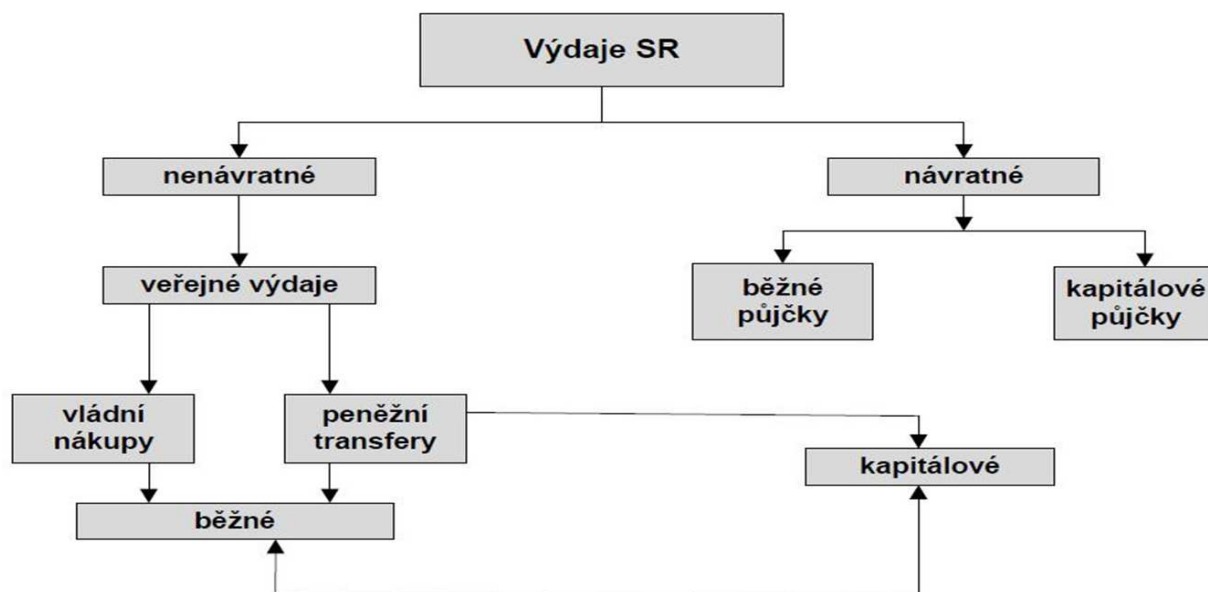 Výdaje SR
nenávratné
návratné
veřejné výdaje
běžné
půjčky
kapitálové
půjčky
vládní
nákupy
peněžní
transfery
kapitálové
běžné